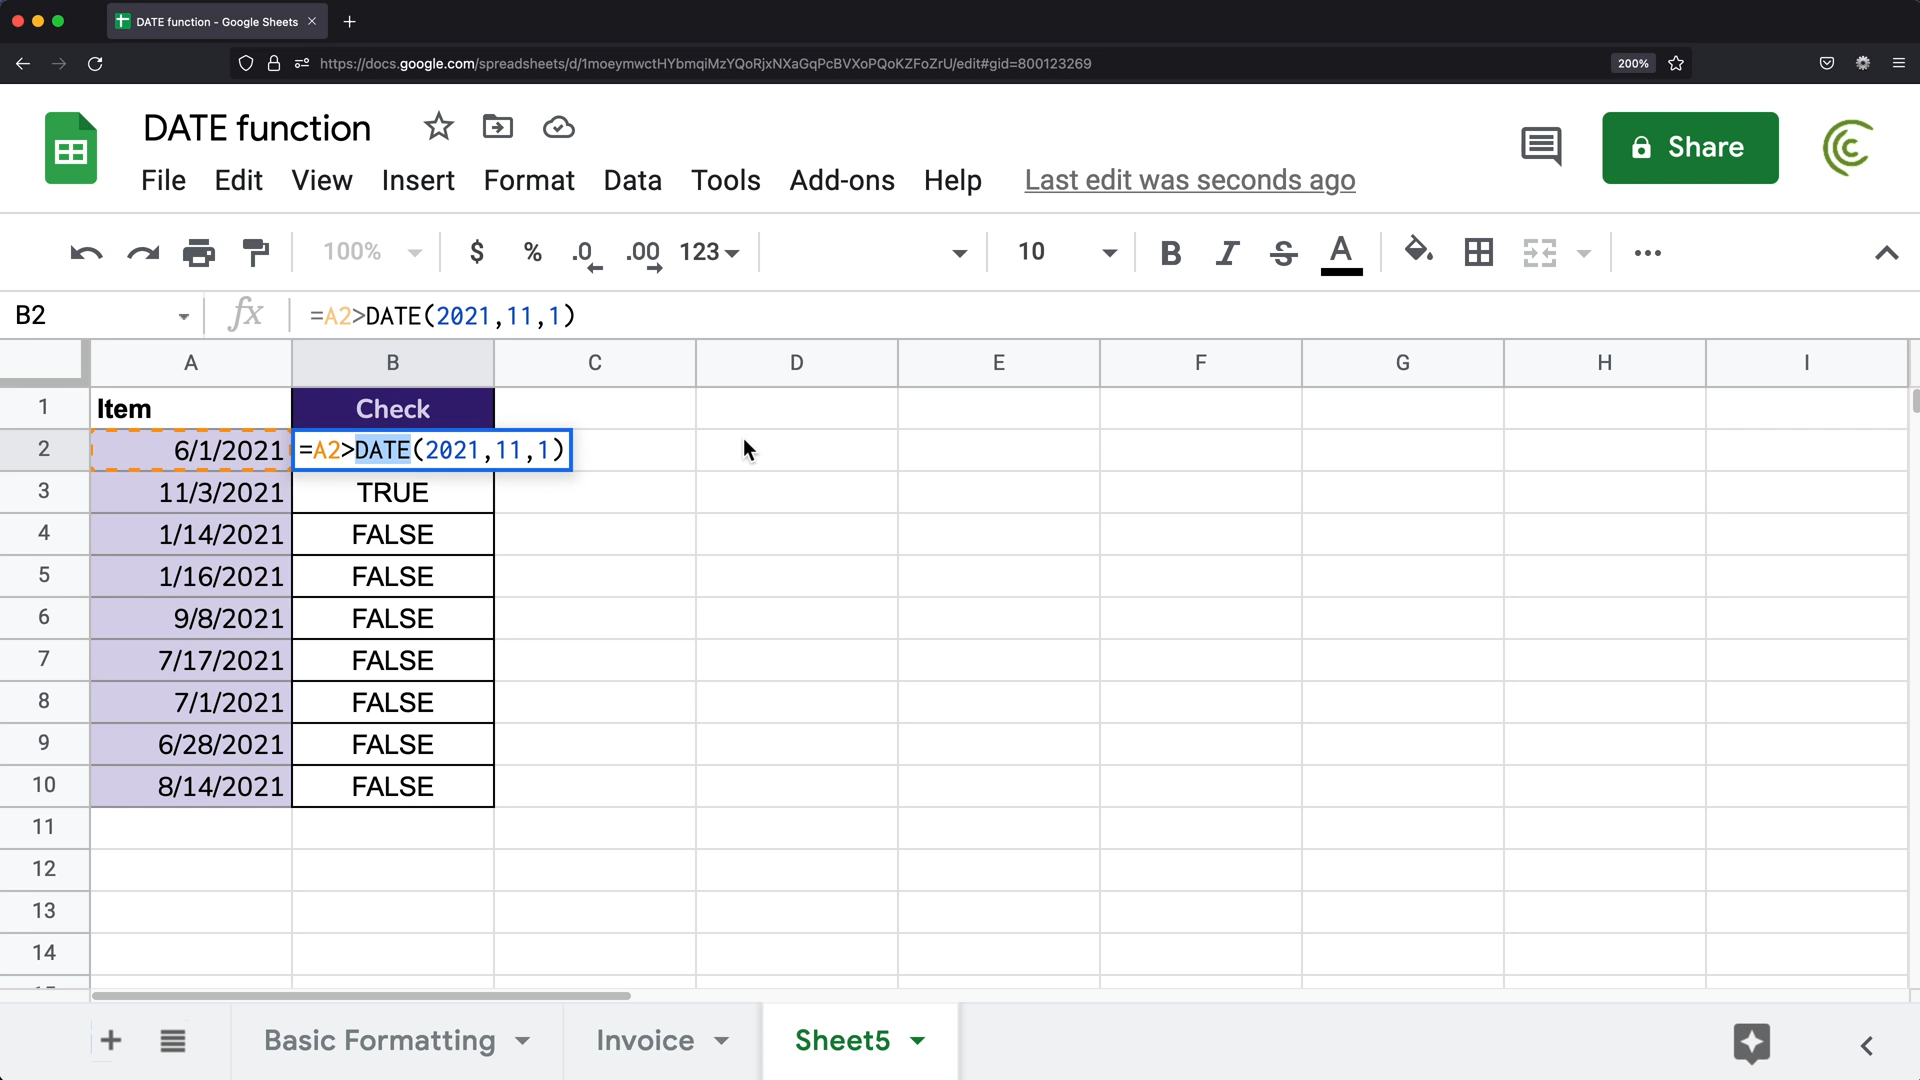 DATE function - Google Sheets
https://docs.google.com/spreadsheets/d/1moeymwctHYbmqiMzYQoRjxNXaGqPcBVXoPQoKZFoZrU/edit#gid=800123269
200%
DATE function
Share
File Edit View Insert Format Data Tools Add-ons Help Last edit was seconds ago
100% $ % .0 .00 123 10 B I S A
B2 fx =A2>DATE(2021,11,1)
A B C D E F G H I
1 Item Check
2 6/1/2021 =A2>DATE(2021,11,1)
3 11/3/2021 TRUE
4 1/14/2021 FALSE
5 1/16/2021 FALSE
6 9/8/2021 FALSE
7 7/17/2021 FALSE
8 7/1/2021 FALSE
9 6/28/2021 FALSE
10 8/14/2021 FALSE
11
12
13
14
Basic Formatting Invoice Sheet5